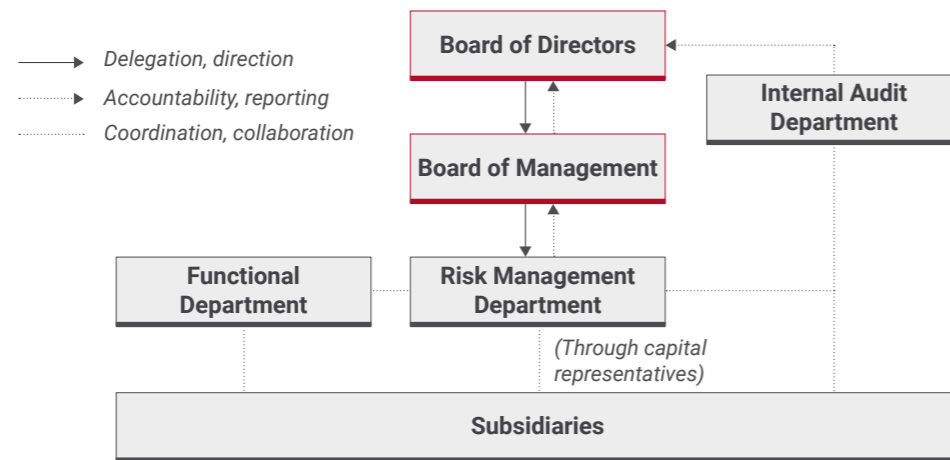 Delegation, direction
Accountability, reporting
Coordination, collaboration
Board of Directors
Internal Audit
Department
Board of Management
Functional
Department
Risk Management
Department
(Through capital
representatives)
Subsidiaries